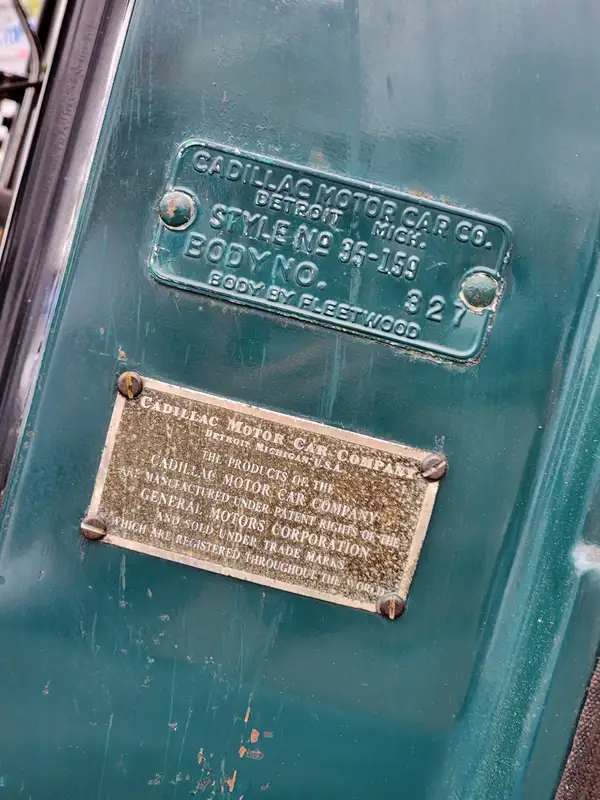 CADILLAC MOTOR CAR CO.
DETROIT MICH.
STYLE Nº 35-159
BODY NO. 327
BODY BY FLEETWOOD
CADILLAC MOTOR CAR COMPANY
DETROIT, MICHIGAN, U.S.A.
THE PRODUCTS OF THE
CADILLAC MOTOR CAR COMPANY
ARE MANUFACTURED UNDER PATENT RIGHTS OF THE
GENERAL MOTORS CORPORATION
AND SOLD UNDER TRADE MARKS
WHICH ARE REGISTERED THROUGHOUT THE WORLD